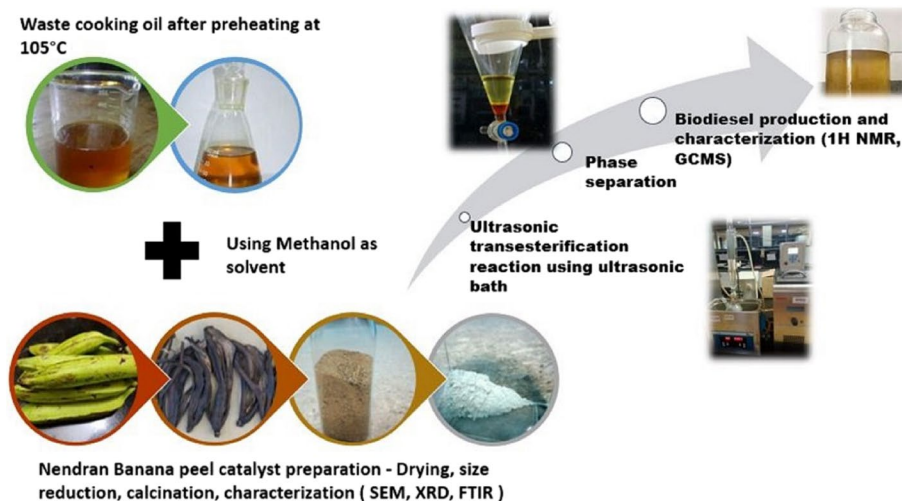 Waste cooking oil after preheating at
105°C
Using Methanol as
solvent
Nendran Banana peel catalyst preparation - Drying, size
reduction, calcination, characterization ( SEM, XRD, FTIR )
Ultrasonic
transesterification
reaction using ultrasonic
bath
Phase
separation
Biodiesel production and
characterization (1H NMR,
GCMS)